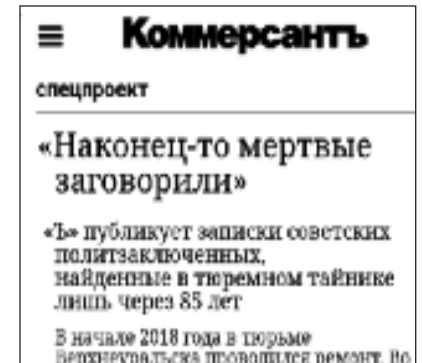 Коммерсантъ
спецпроект
«Наконец-то мертвые
заговорили»
«Ъ» публикует записки советских
политзаключенных,
найденные в тюремном тайнике
лишь через 85 лет
В начале 2018 года в тюрьме
Верхнеуральска проводился ремонт. Во